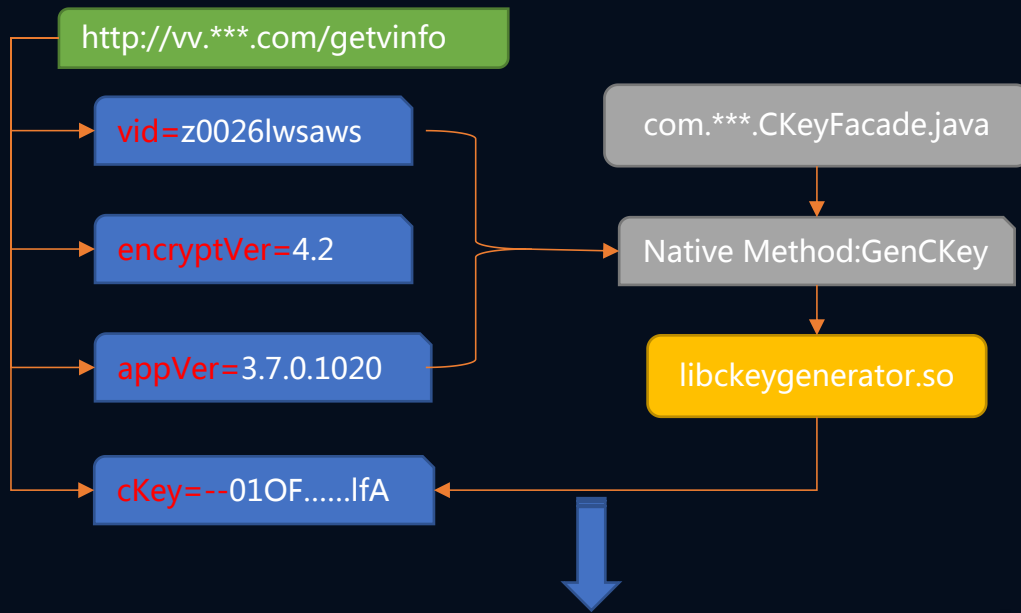 http://vv.***.com/getvinfo
vid=z0026lwsaws
encryptVer=4.2
appVer=3.7.0.1020
cKey=--01OF......lfA
com.***.CKeyFacade.java
Native Method:GenCKey
libckeygenerator.so